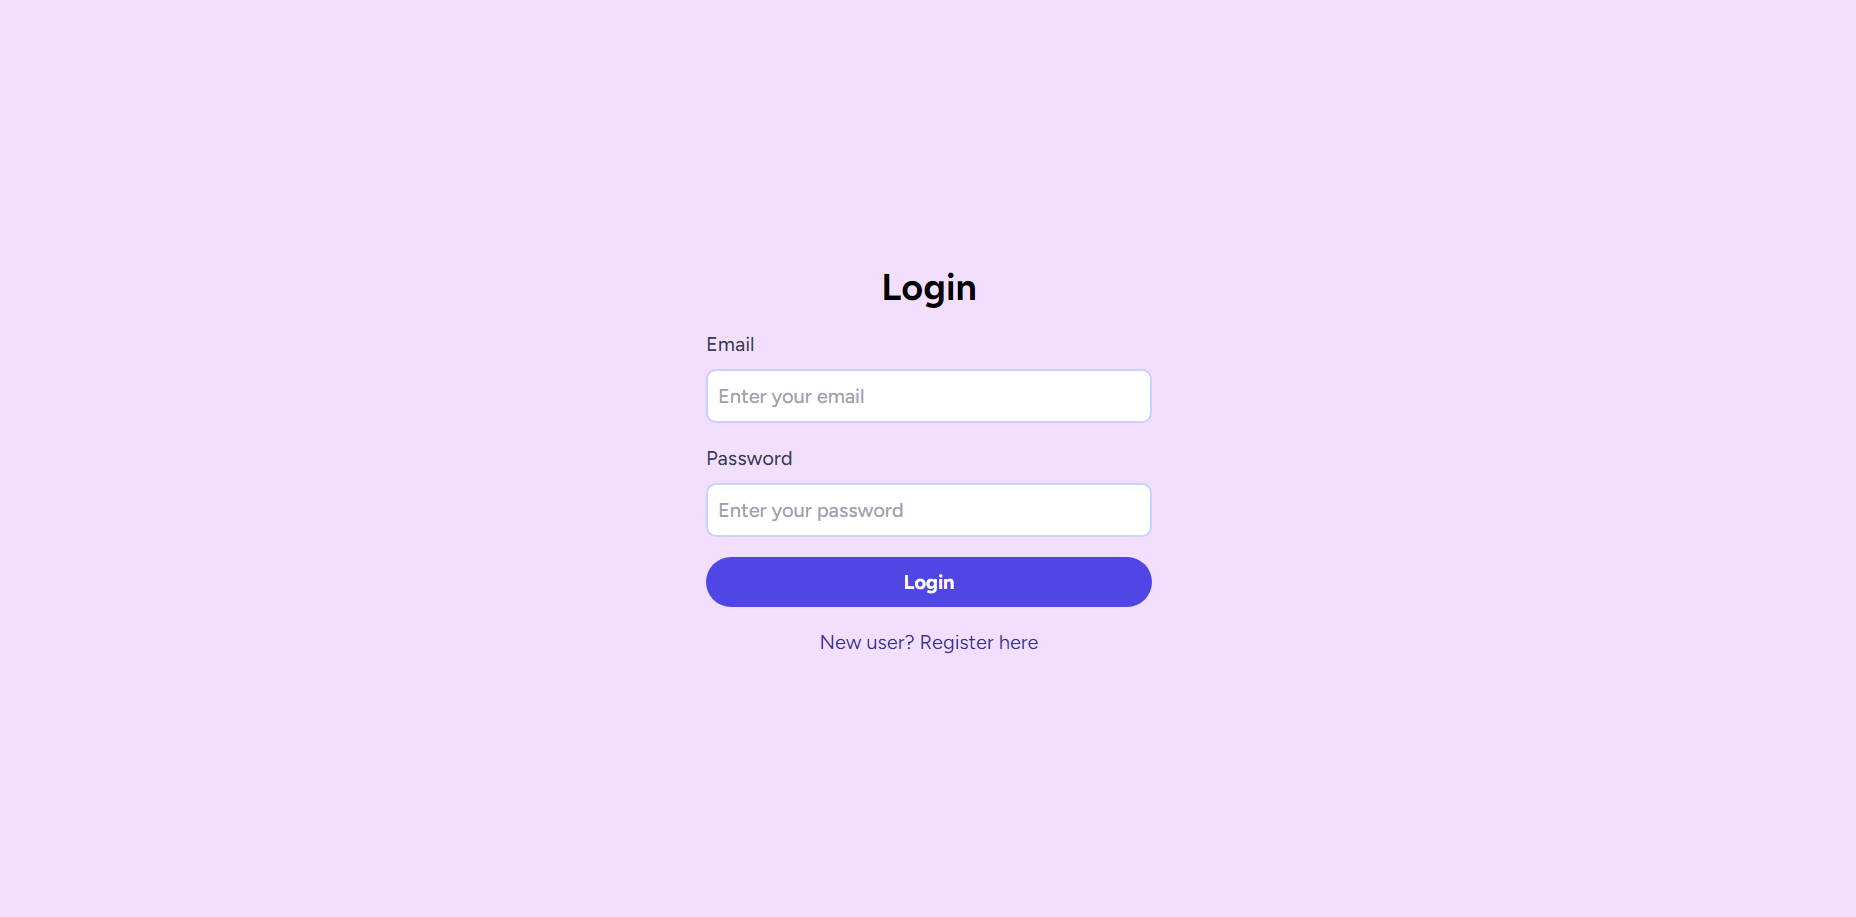 Login
Email
Enter your email
Password
Enter your password
Login
New user? Register here